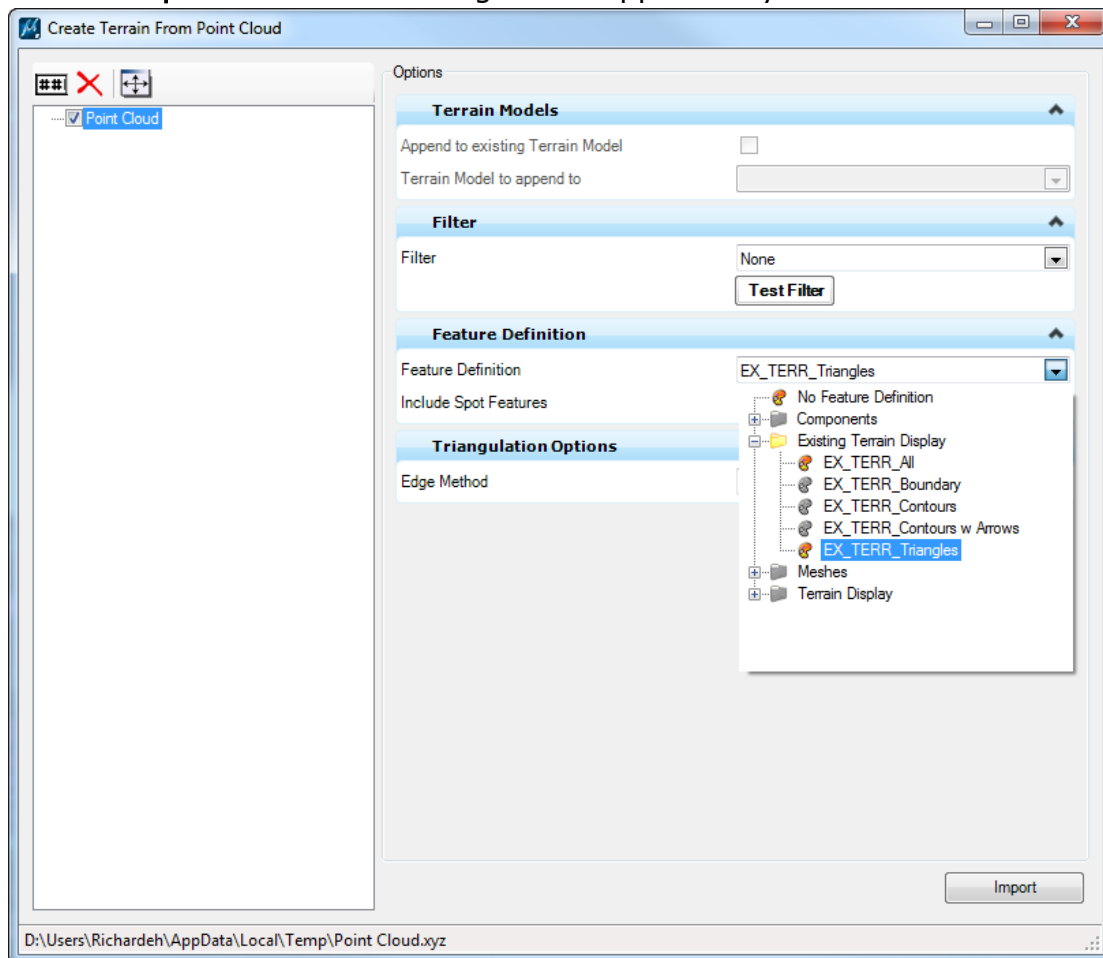 Create Terrain From Point Cloud
##
Point Cloud
Options
Terrain Models
Append to existing Terrain Model
Terrain Model to append to
Filter
Filter
None
Test Filter
Feature Definition
Feature Definition
EX_TERR_Triangles
Include Spot Features
No Feature Definition
Components
Existing Terrain Display
EX_TERR_All
EX_TERR_Boundary
EX_TERR_Contours
EX_TERR_Contours w Arrows
EX_TERR_Triangles
Meshes
Terrain Display
Triangulation Options
Edge Method
Import
D:\Users\Richardeh\AppData\Local\Temp\Point Cloud.xyz